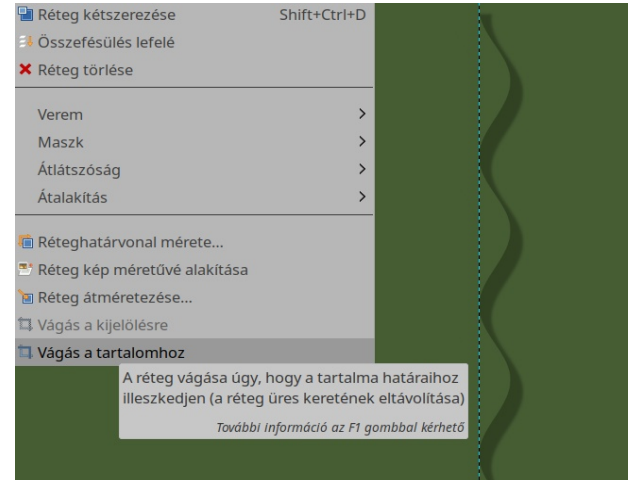 Réteg kétszerezése Shift+Ctrl+D
Összefésülés lefelé
Réteg törlése
Verem
Maszk
Átlátszóság
Átalakítás
Réteghatárvonal mérete...
Réteg kép méretűvé alakítása
Réteg átméretezése...
Vágás a kijelölésre
Vágás a tartalomhoz
A réteg vágása úgy, hogy a tartalma határaihoz
illeszkedjen (a réteg üres keretének eltávolítása)
További információ az F1 gombbal kérhető